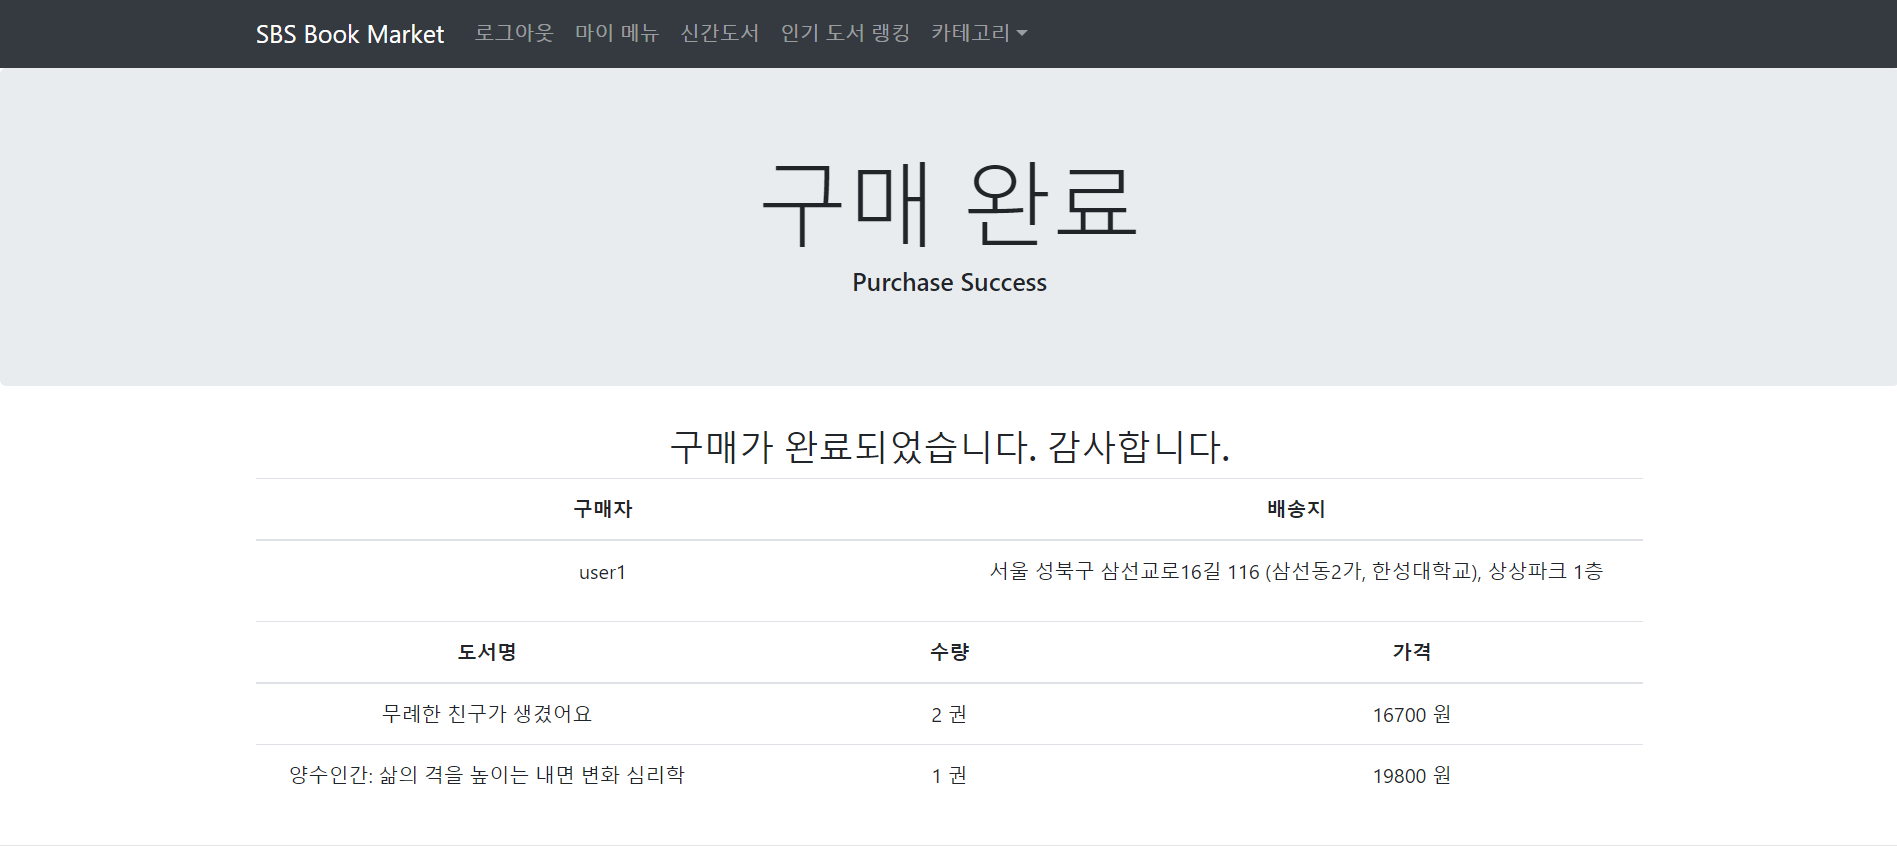 SBS Book Market 로그아웃 마이 메뉴 신간도서 인기 도서 랭킹 카테고리
구매 완료
Purchase Success
구매가 완료되었습니다. 감사합니다.
구매자 배송지
user1 서울 성북구 삼선교로16길 116 (삼선동2가, 한성대학교), 상상파크 1층
도서명 수량 가격
무례한 친구가 생겼어요 2 권 16700 원
양수인간: 삶의 격을 높이는 내면 변화 심리학 1 권 19800 원